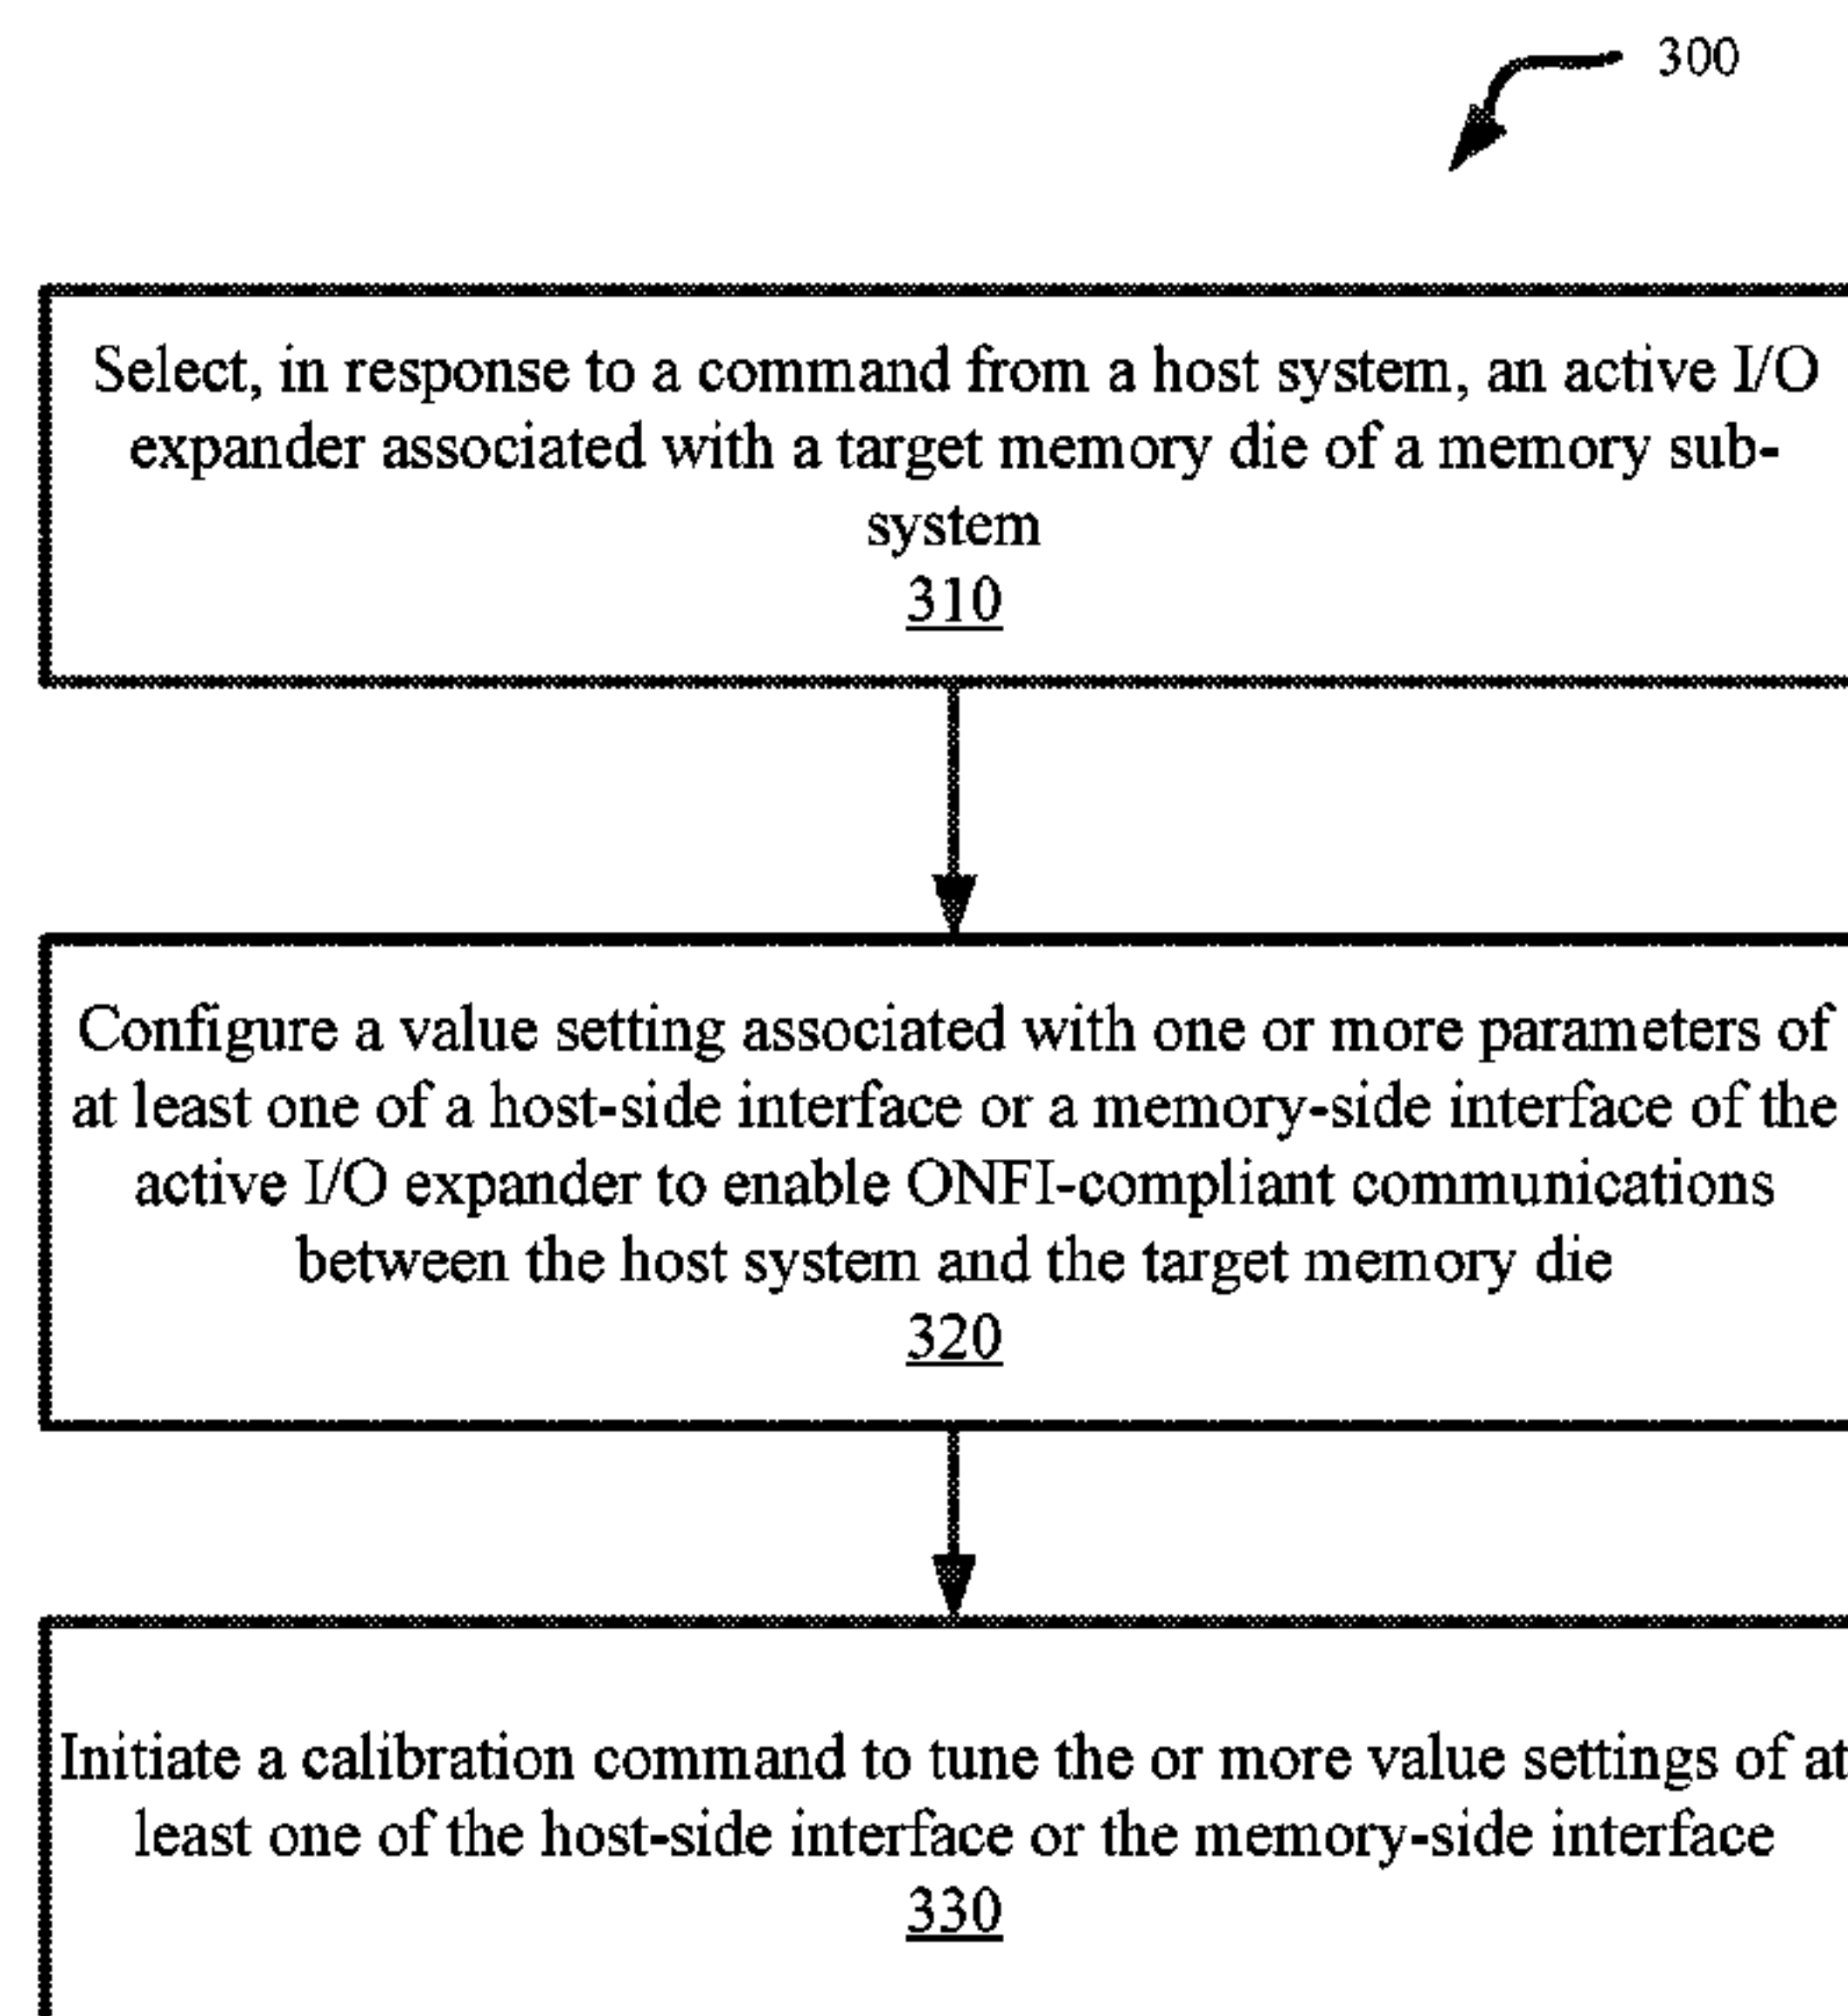 300
Select, in response to a command from a host system, an active I/O
expander associated with a target memory die of a memory sub-
system
310
Configure a value setting associated with one or more parameters of
at least one of a host-side interface or a memory-side interface of the
active I/O expander to enable ONFI-compliant communications
between the host system and the target memory die
320
Initiate a calibration command to tune the or more value settings of at
least one of the host-side interface or the memory-side interface
330